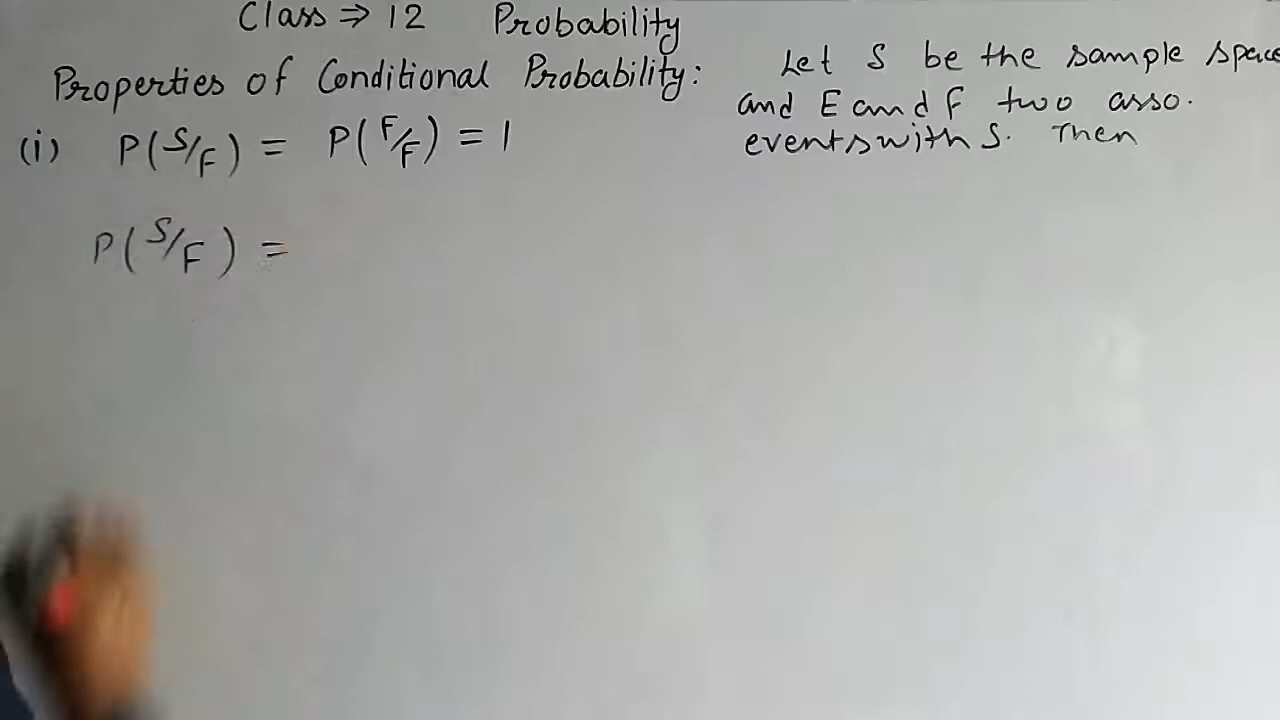 Class ⇒ 12 Probability
Properties of Conditional Probability:
(i) P(S/F) = P(F/F) = 1
P(S/F) =
Let S be the sample space
and E and F two asso.
events with S. Then